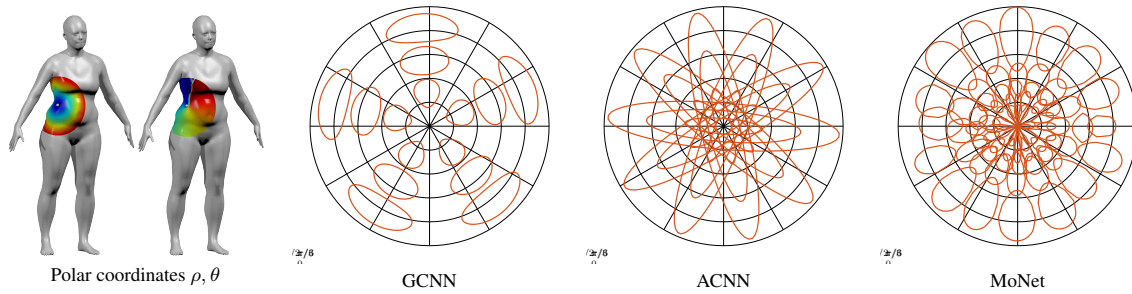 Polar coordinates ρ, θ
GCNN
ACNN
MoNet